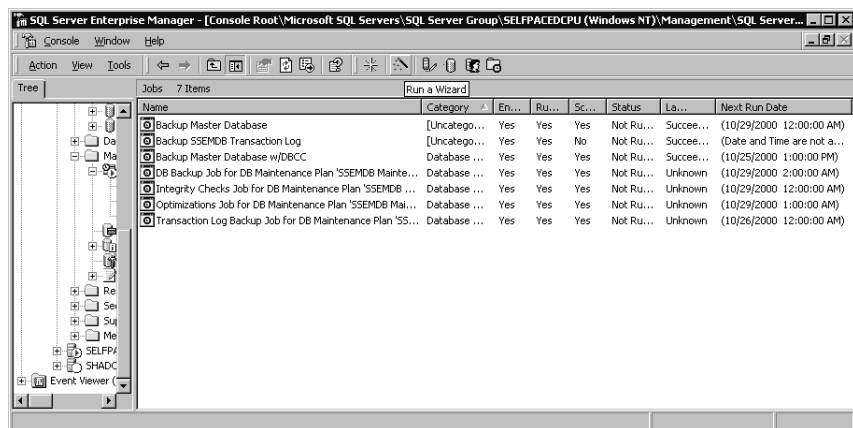 SQL Server Enterprise Manager - [Console Root\Microsoft SQL Servers\SQL Server Group\SELFPACEDCPU (Windows NT)\Management\SQL Server...
Console Window Help
Action View Tools
Tree
Jobs 7 Items
Run a Wizard
Name Category En... Ru... Sc... Status La... Next Run Date
Backup Master Database [Uncatego... Yes Yes Yes Not Ru... Succee... (10/29/2000 12:00:00 AM)
Backup SSEMDB Transaction Log [Uncatego... Yes Yes No Not Ru... Succee... (Date and Time are not a...
Backup Master Database w/DBCC Database ... Yes Yes Yes Not Ru... Succee... (10/25/2000 1:00:00 PM)
DB Backup Job for DB Maintenance Plan 'SSEMDB Mainte... Database ... Yes Yes Yes Not Ru... Unknown (10/29/2000 2:00:00 AM)
Integrity Checks Job for DB Maintenance Plan 'SSEMDB ... Database ... Yes Yes Yes Not Ru... Unknown (10/29/2000 12:00:00 AM)
Optimizations Job for DB Maintenance Plan 'SSEMDB Mai... Database ... Yes Yes Yes Not Ru... Unknown (10/29/2000 1:00:00 AM)
Transaction Log Backup Job for DB Maintenance Plan 'SS... Database ... Yes Yes Yes Not Ru... Unknown (10/26/2000 12:00:00 AM)
Da
Ma
Re
Se
Su
Me
SELFPA
SHADO
Event Viewer (